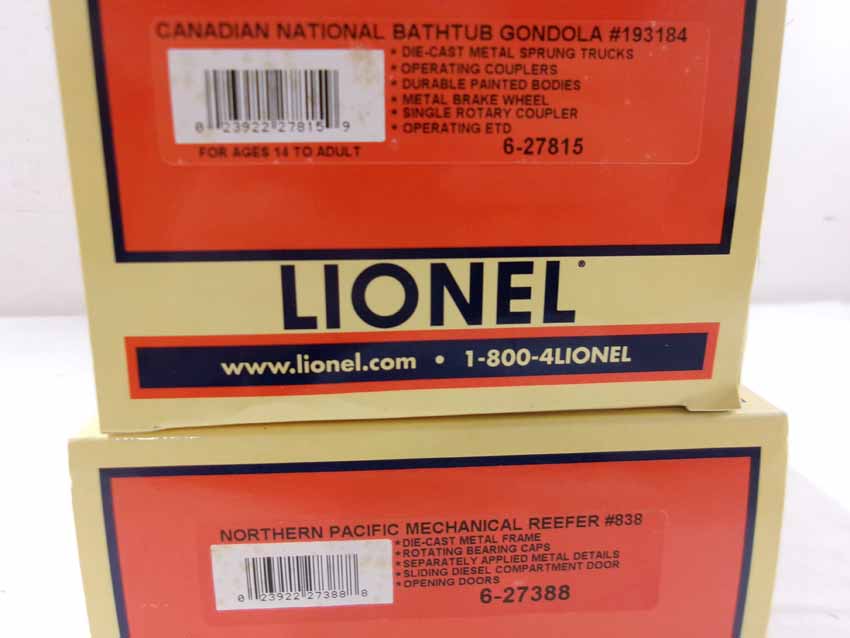 CANADIAN NATIONAL BATHTUB GONDOLA #193184
* DIE-CAST METAL SPRUNG TRUCKS
* OPERATING COUPLERS
* DURABLE PAINTED BODIES
* METAL BRAKE WHEEL
* SINGLE ROTARY COUPLER
* OPERATING ETD
0 23922 27815 9
FOR AGES 14 TO ADULT
6-27815
LIONEL®
www.lionel.com • 1-800-4LIONEL
NORTHERN PACIFIC MECHANICAL REEFER #838
*DIE-CAST METAL FRAME
*ROTATING BEARING CAPS
*SEPARATELY APPLIED METAL DETAILS
*SLIDING DIESEL COMPARTMENT DOOR
*OPENING DOORS
0 23922 27388 8
6-27388